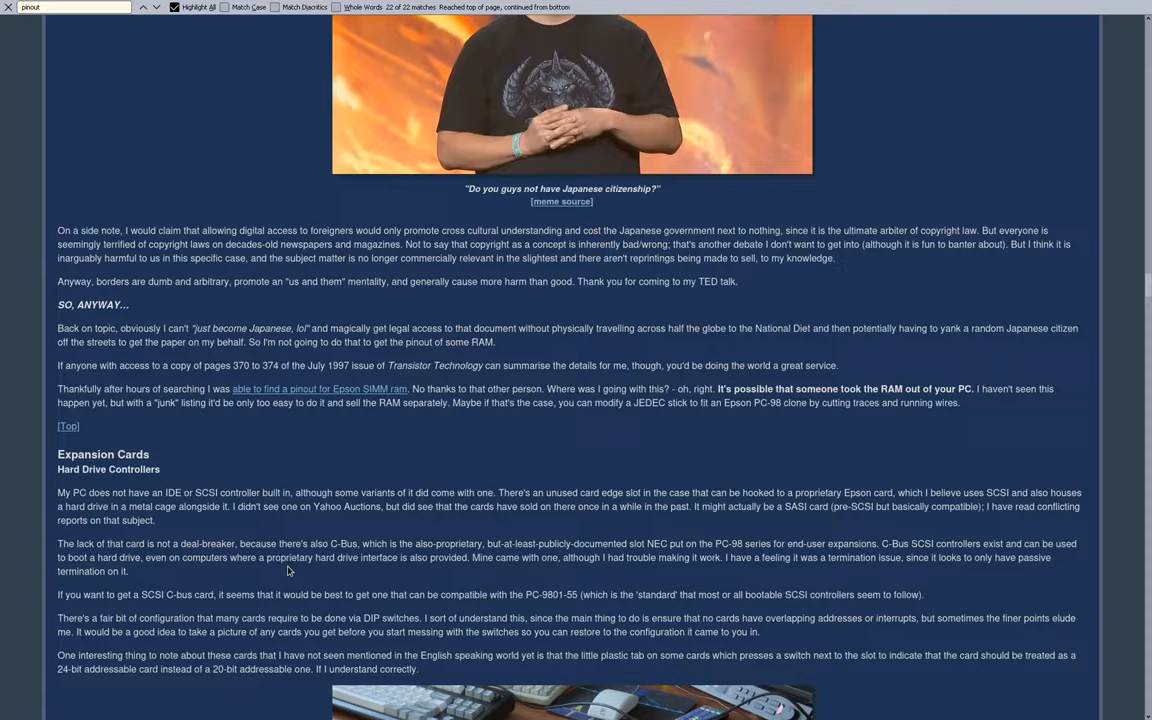 pinout
Highlight All Match Case Match Diacritics Whole Words 22 of 22 matches Reached top of page, continued from bottom
"Do you guys not have Japanese citizenship?"
[meme source]
On a side note, I would claim that allowing digital access to foreigners would only promote cross cultural understanding and cost the Japanese government next to nothing, since it is the ultimate arbiter of copyright law. But everyone is
seemingly terrified of copyright laws on decades-old newspapers and magazines. Not to say that copyright as a concept is inherently bad/wrong; that's another debate I don't want to get into (although it is fun to banter about). But I think it is
inarguably harmful to us in this specific case, and the subject matter is no longer commercially relevant in the slightest and there aren't reprintings being made to sell, to my knowledge.
Anyway, borders are dumb and arbitrary, promote an "us and them" mentality, and generally cause more harm than good. Thank you for coming to my TED talk.
SO, ANYWAY...
Back on topic, obviously I can't "just become Japanese, lol" and magically get legal access to that document without physically travelling across half the globe to the National Diet and then potentially having to yank a random Japanese citizen
off the streets to get the paper on my behalf. So I'm not going to do that to get the pinout of some RAM.
If anyone with access to a copy of pages 370 to 374 of the July 1997 issue of Transistor Technology can summarise the details for me, though, you'd be doing the world a great service.
Thankfully after hours of searching I was able to find a pinout for Epson SIMM ram. No thanks to that other person. Where was I going with this? - oh, right. It's possible that someone took the RAM out of your PC. I haven't seen this
happen yet, but with a "junk" listing it'd be only too easy to do it and sell the RAM separately. Maybe if that's the case, you can modify a JEDEC stick to fit an Epson PC-98 clone by cutting traces and running wires.
[Top]
Expansion Cards
Hard Drive Controllers
My PC does not have an IDE or SCSI controller built in, although some variants of it did come with one. There's an unused card edge slot in the case that can be hooked to a proprietary Epson card, which I believe uses SCSI and also houses
a hard drive in a metal cage alongside it. I didn't see one on Yahoo Auctions, but did see that the cards have sold on there once in a while in the past. It might actually be a SASI card (pre-SCSI but basically compatible); I have read conflicting
reports on that subject.
The lack of that card is not a deal-breaker, because there's also C-Bus, which is the also-proprietary, but-at-least-publicly-documented slot NEC put on the PC-98 series for end-user expansions. C-Bus SCSI controllers exist and can be used
to boot a hard drive, even on computers where a proprietary hard drive interface is also provided. Mine came with one, although I had trouble making it work. I have a feeling it was a termination issue, since it looks to only have passive
termination on it.
If you want to get a SCSI C-bus card, it seems that it would be best to get one that can be compatible with the PC-9801-55 (which is the 'standard' that most or all bootable SCSI controllers seem to follow).
There's a fair bit of configuration that many cards require to be done via DIP switches. I sort of understand this, since the main thing to do is ensure that no cards have overlapping addresses or interrupts, but sometimes the finer points elude
me. It would be a good idea to take a picture of any cards you get before you start messing with the switches so you can restore to the configuration it came to you in.
One interesting thing to note about these cards that I have not seen mentioned in the English speaking world yet is that the little plastic tab on some cards which presses a switch next to the slot to indicate that the card should be treated as a
24-bit addressable card instead of a 20-bit addressable one. If I understand correctly.